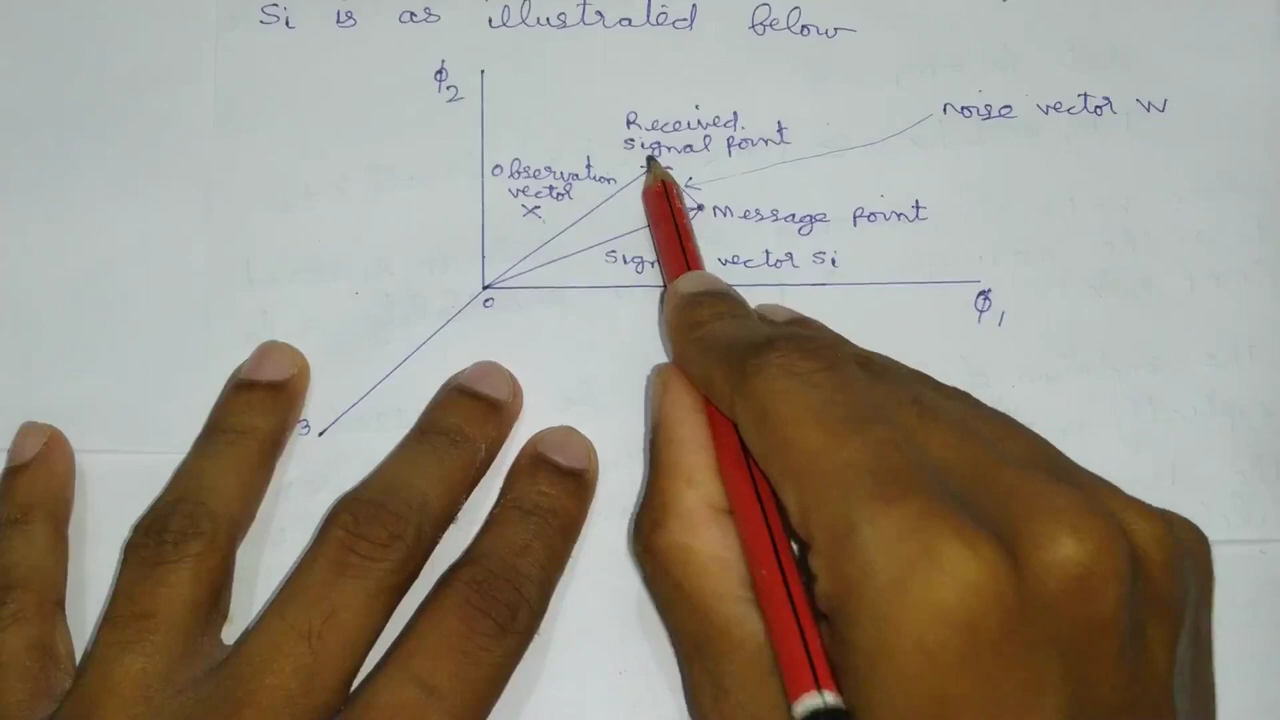 Si is as illustrated below
ϕ2
noise vector W
Received.
signal point
Observation
vector
X
Message point
vector Si
0
ϕ1
3